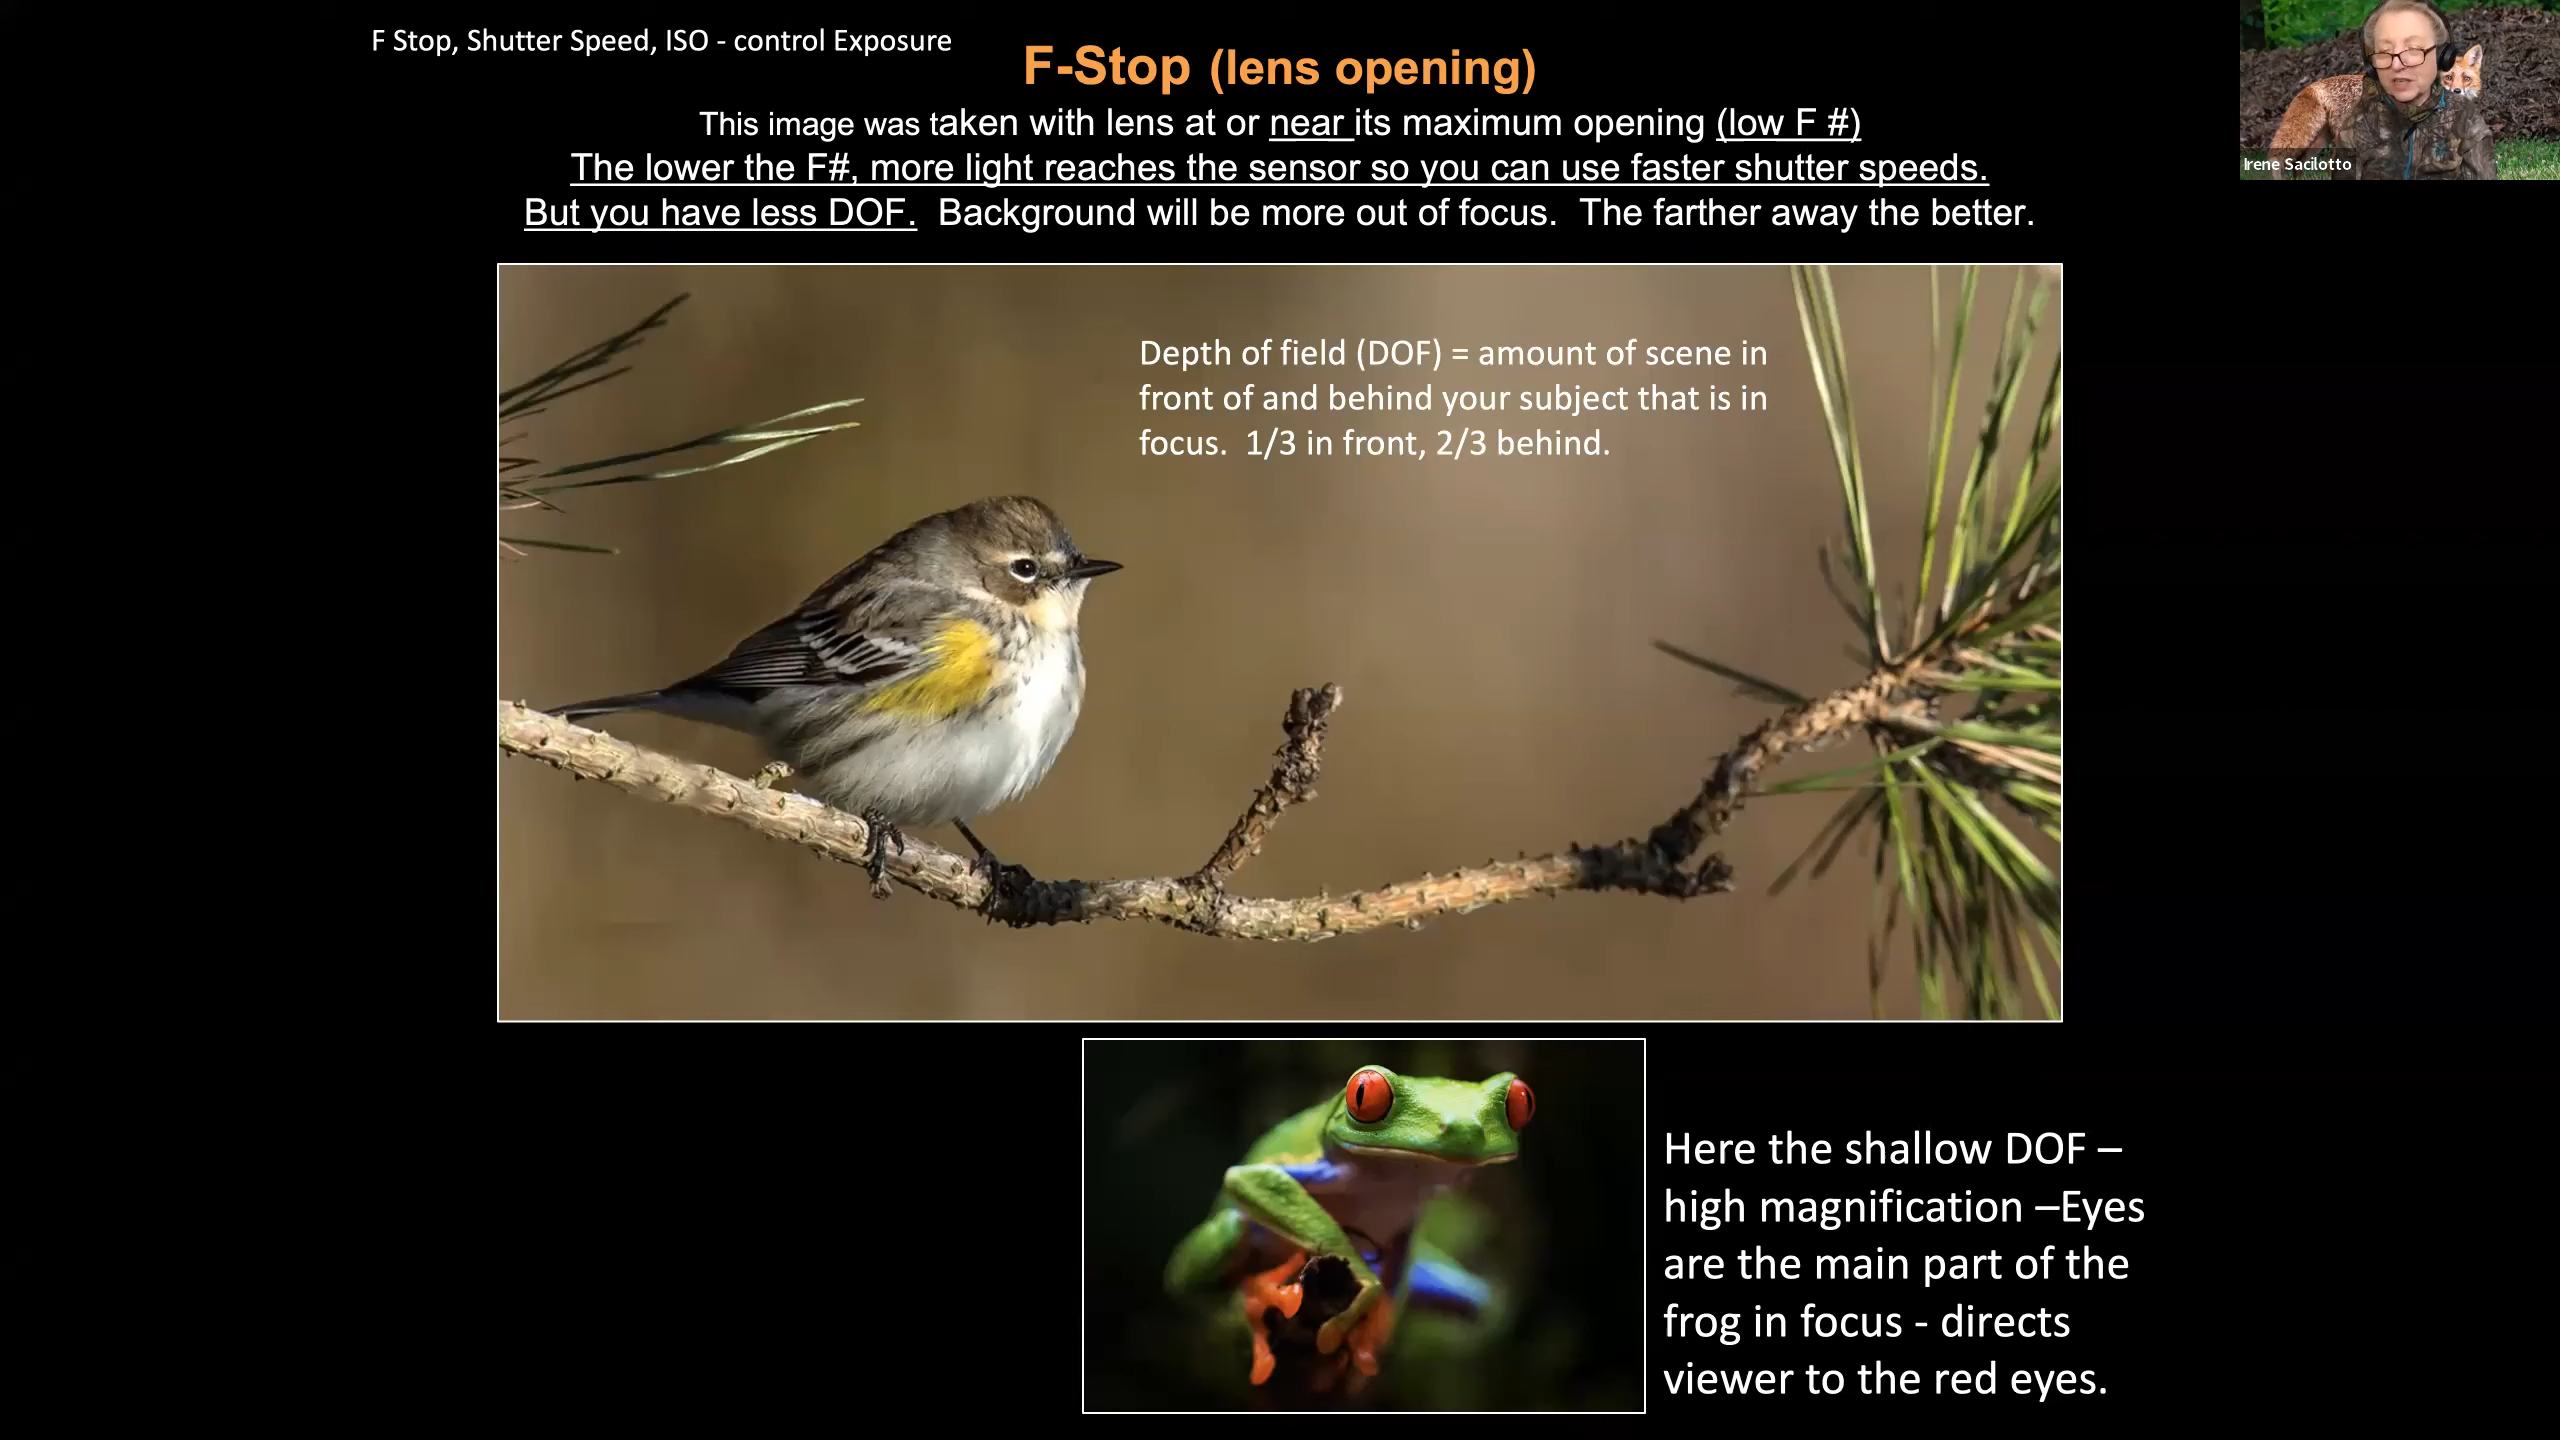 F Stop, Shutter Speed, ISO - control Exposure
F-Stop (lens opening)
This image was taken with lens at or near its maximum opening (low F #)
The lower the F#, more light reaches the sensor so you can use faster shutter speeds.
But you have less DOF.  Background will be more out of focus.  The farther away the better.
Irene Sacilotto
Depth of field (DOF) = amount of scene in
front of and behind your subject that is in
focus.  1/3 in front, 2/3 behind.
Here the shallow DOF –
high magnification –Eyes
are the main part of the
frog in focus - directs
viewer to the red eyes.